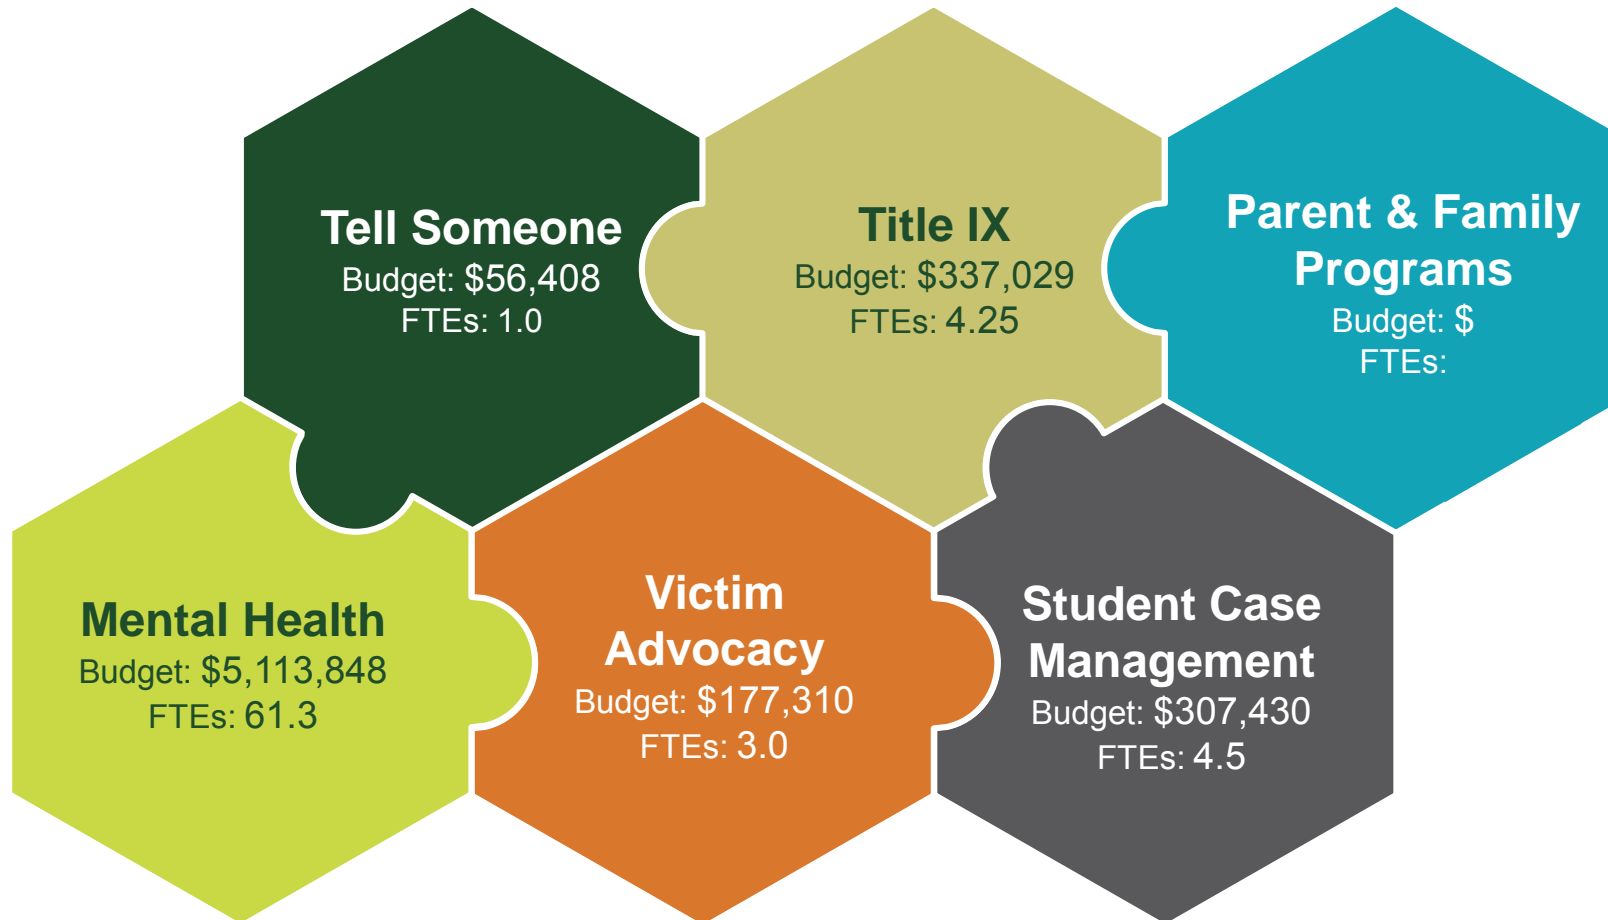 Tell Someone
Budget: $56,408
FTEs: 1.0
Title IX
Budget: $337,029
FTEs: 4.25
Parent & Family
Programs
Budget: $
FTEs:
Mental Health
Budget: $5,113,848
FTEs: 61.3
Victim
Advocacy
Budget: $177,310
FTEs: 3.0
Student Case
Management
Budget: $307,430
FTEs: 4.5